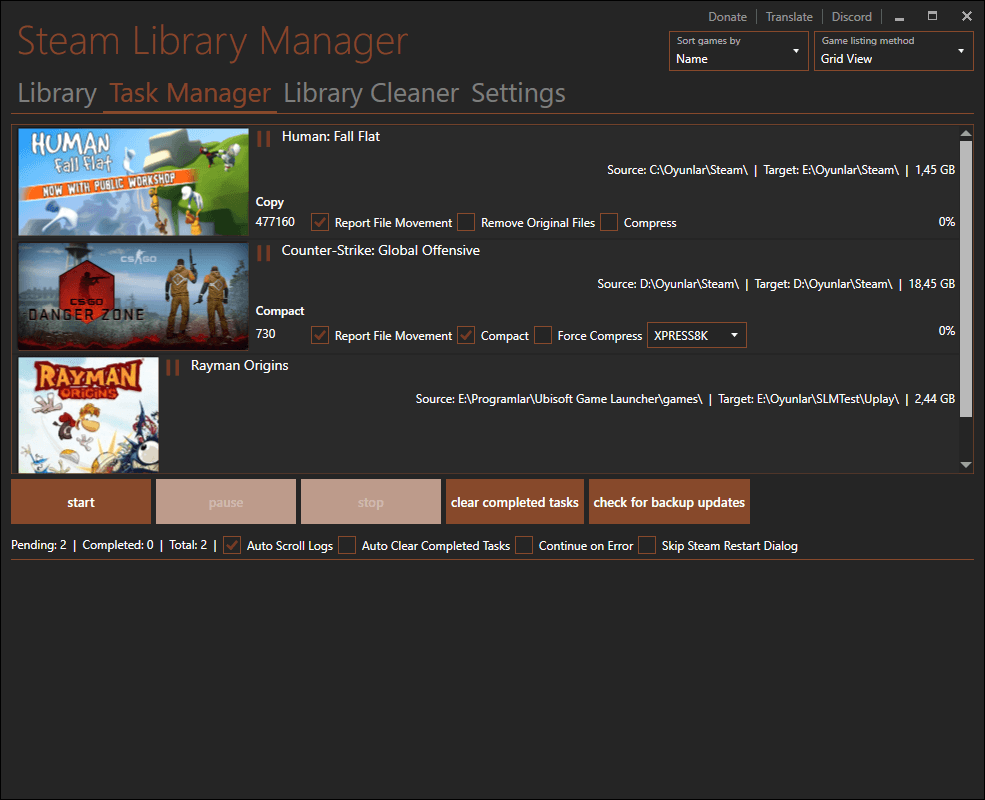 Donate | Translate | Discord
Steam Library Manager
Sort games by
Name
Game listing method
Grid View
Library Task Manager Library Cleaner Settings
HUMAN
Fall Flat
NOW WITH PUBLIC WORKSHOP
Human: Fall Flat
Source: C:\Oyunlar\Steam\ | Target: E:\Oyunlar\Steam\ | 1,45 GB
Copy
477160 Report File Movement Remove Original Files Compress 0%
CS GO
CS:GO
DANGER ZONE
Counter-Strike: Global Offensive
Source: D:\Oyunlar\Steam\ | Target: D:\Oyunlar\Steam\ | 18,45 GB
Compact
730 Report File Movement Compact Force Compress XPRESS8K 0%
RAYMAN
ORIGINS
Rayman Origins
Source: E:\Programlar\Ubisoft Game Launcher\games\ | Target: E:\Oyunlar\SLMTest\Uplay\ | 2,44 GB
start pause stop clear completed tasks check for backup updates
Pending: 2 | Completed: 0 | Total: 2 | Auto Scroll Logs Auto Clear Completed Tasks Continue on Error Skip Steam Restart Dialog